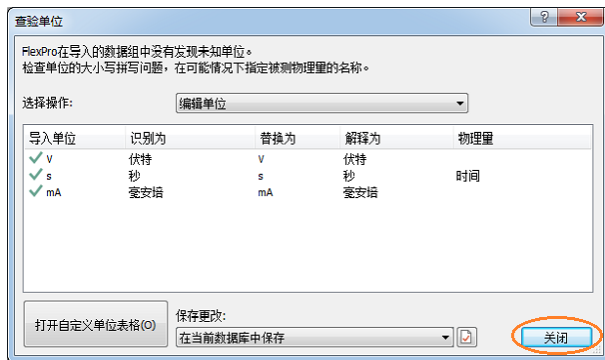 查验单位
FlexPro在导入的数据组中没有发现未知单位。
检查单位的大小写拼写问题，在可能情况下指定被测物理量的名称。
选择操作： 编辑单位
导入单位 识别为 替换为 解释为 物理量
V 伏特 V 伏特
s 秒 s 秒 时间
mA 毫安培 mA 毫安培
打开自定义单位表格(O)
保存更改:
在当前数据库中保存
关闭